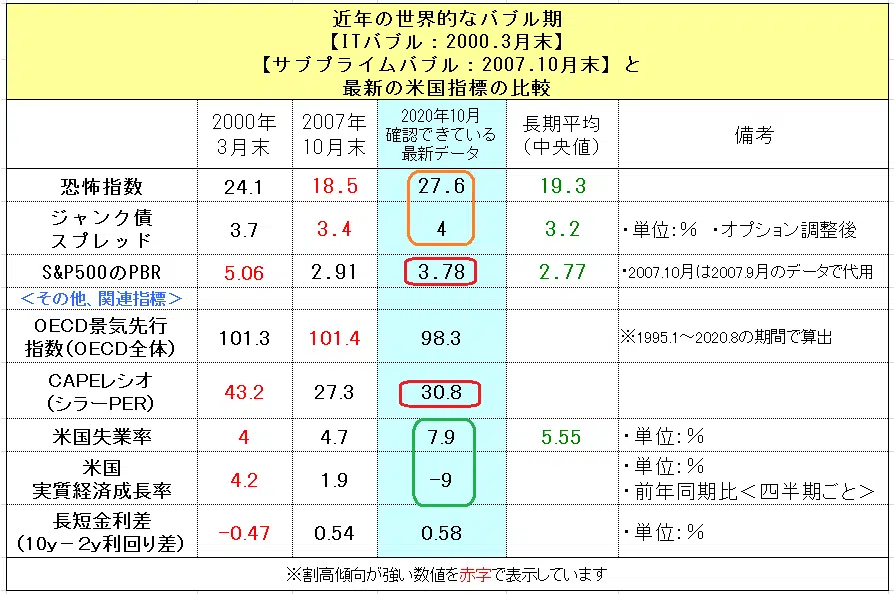 近年の世界的なバブル期
【ITバブル：2000.3月末】
【サブプライムバブル：2007.10月末】と
最新の米国指標の比較
2000年
3月末
2007年
10月末
2020年10月
確認できている
最新データ
長期平均
（中央値）
備考
恐怖指数 24.1 18.5 27.6 19.3
ジャンク債
スプレッド 3.7 3.4 4 3.2 ・単位：％ ・オプション調整後
S&P500のPBR 5.06 2.91 3.78 2.77 ・2007.10月は2007.9月のデータで代用
＜その他、関連指標＞
OECD景気先行
指数(OECD全体) 101.3 101.4 98.3 ※1995.1～2020.8の期間で算出
CAPEレシオ
（シラーPER） 43.2 27.3 30.8
米国失業率 4 4.7 7.9 5.55 ・単位：％
米国
実質経済成長率 4.2 1.9 -9 ・単位：％
・前年同期比＜四半期ごと＞
長短金利差
(10y－2y利回り差) -0.47 0.54 0.58 ・単位：％
※割高傾向が強い数値を赤字で表示しています